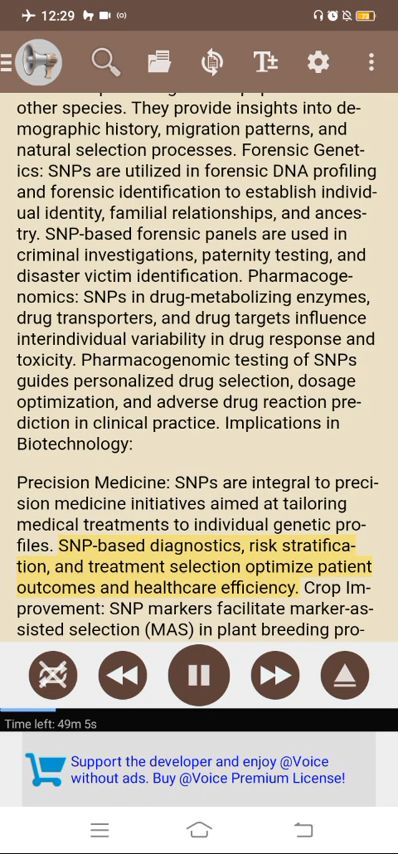 12:29
T±
other species. They provide insights into de-
mographic history, migration patterns, and
natural selection processes. Forensic Genet-
ics: SNPs are utilized in forensic DNA profiling
and forensic identification to establish individ-
ual identity, familial relationships, and ances-
try. SNP-based forensic panels are used in
criminal investigations, paternity testing, and
disaster victim identification. Pharmacoge-
nomics: SNPs in drug-metabolizing enzymes,
drug transporters, and drug targets influence
interindividual variability in drug response and
toxicity. Pharmacogenomic testing of SNPs
guides personalized drug selection, dosage
optimization, and adverse drug reaction pre-
diction in clinical practice. Implications in
Biotechnology:
Precision Medicine: SNPs are integral to preci-
sion medicine initiatives aimed at tailoring
medical treatments to individual genetic pro-
files. SNP-based diagnostics, risk stratifica-
tion, and treatment selection optimize patient
outcomes and healthcare efficiency. Crop Im-
provement: SNP markers facilitate marker-as-
sisted selection (MAS) in plant breeding pro-
Time left: 49m 5s
Support the developer and enjoy @Voice
without ads. Buy @Voice Premium License!